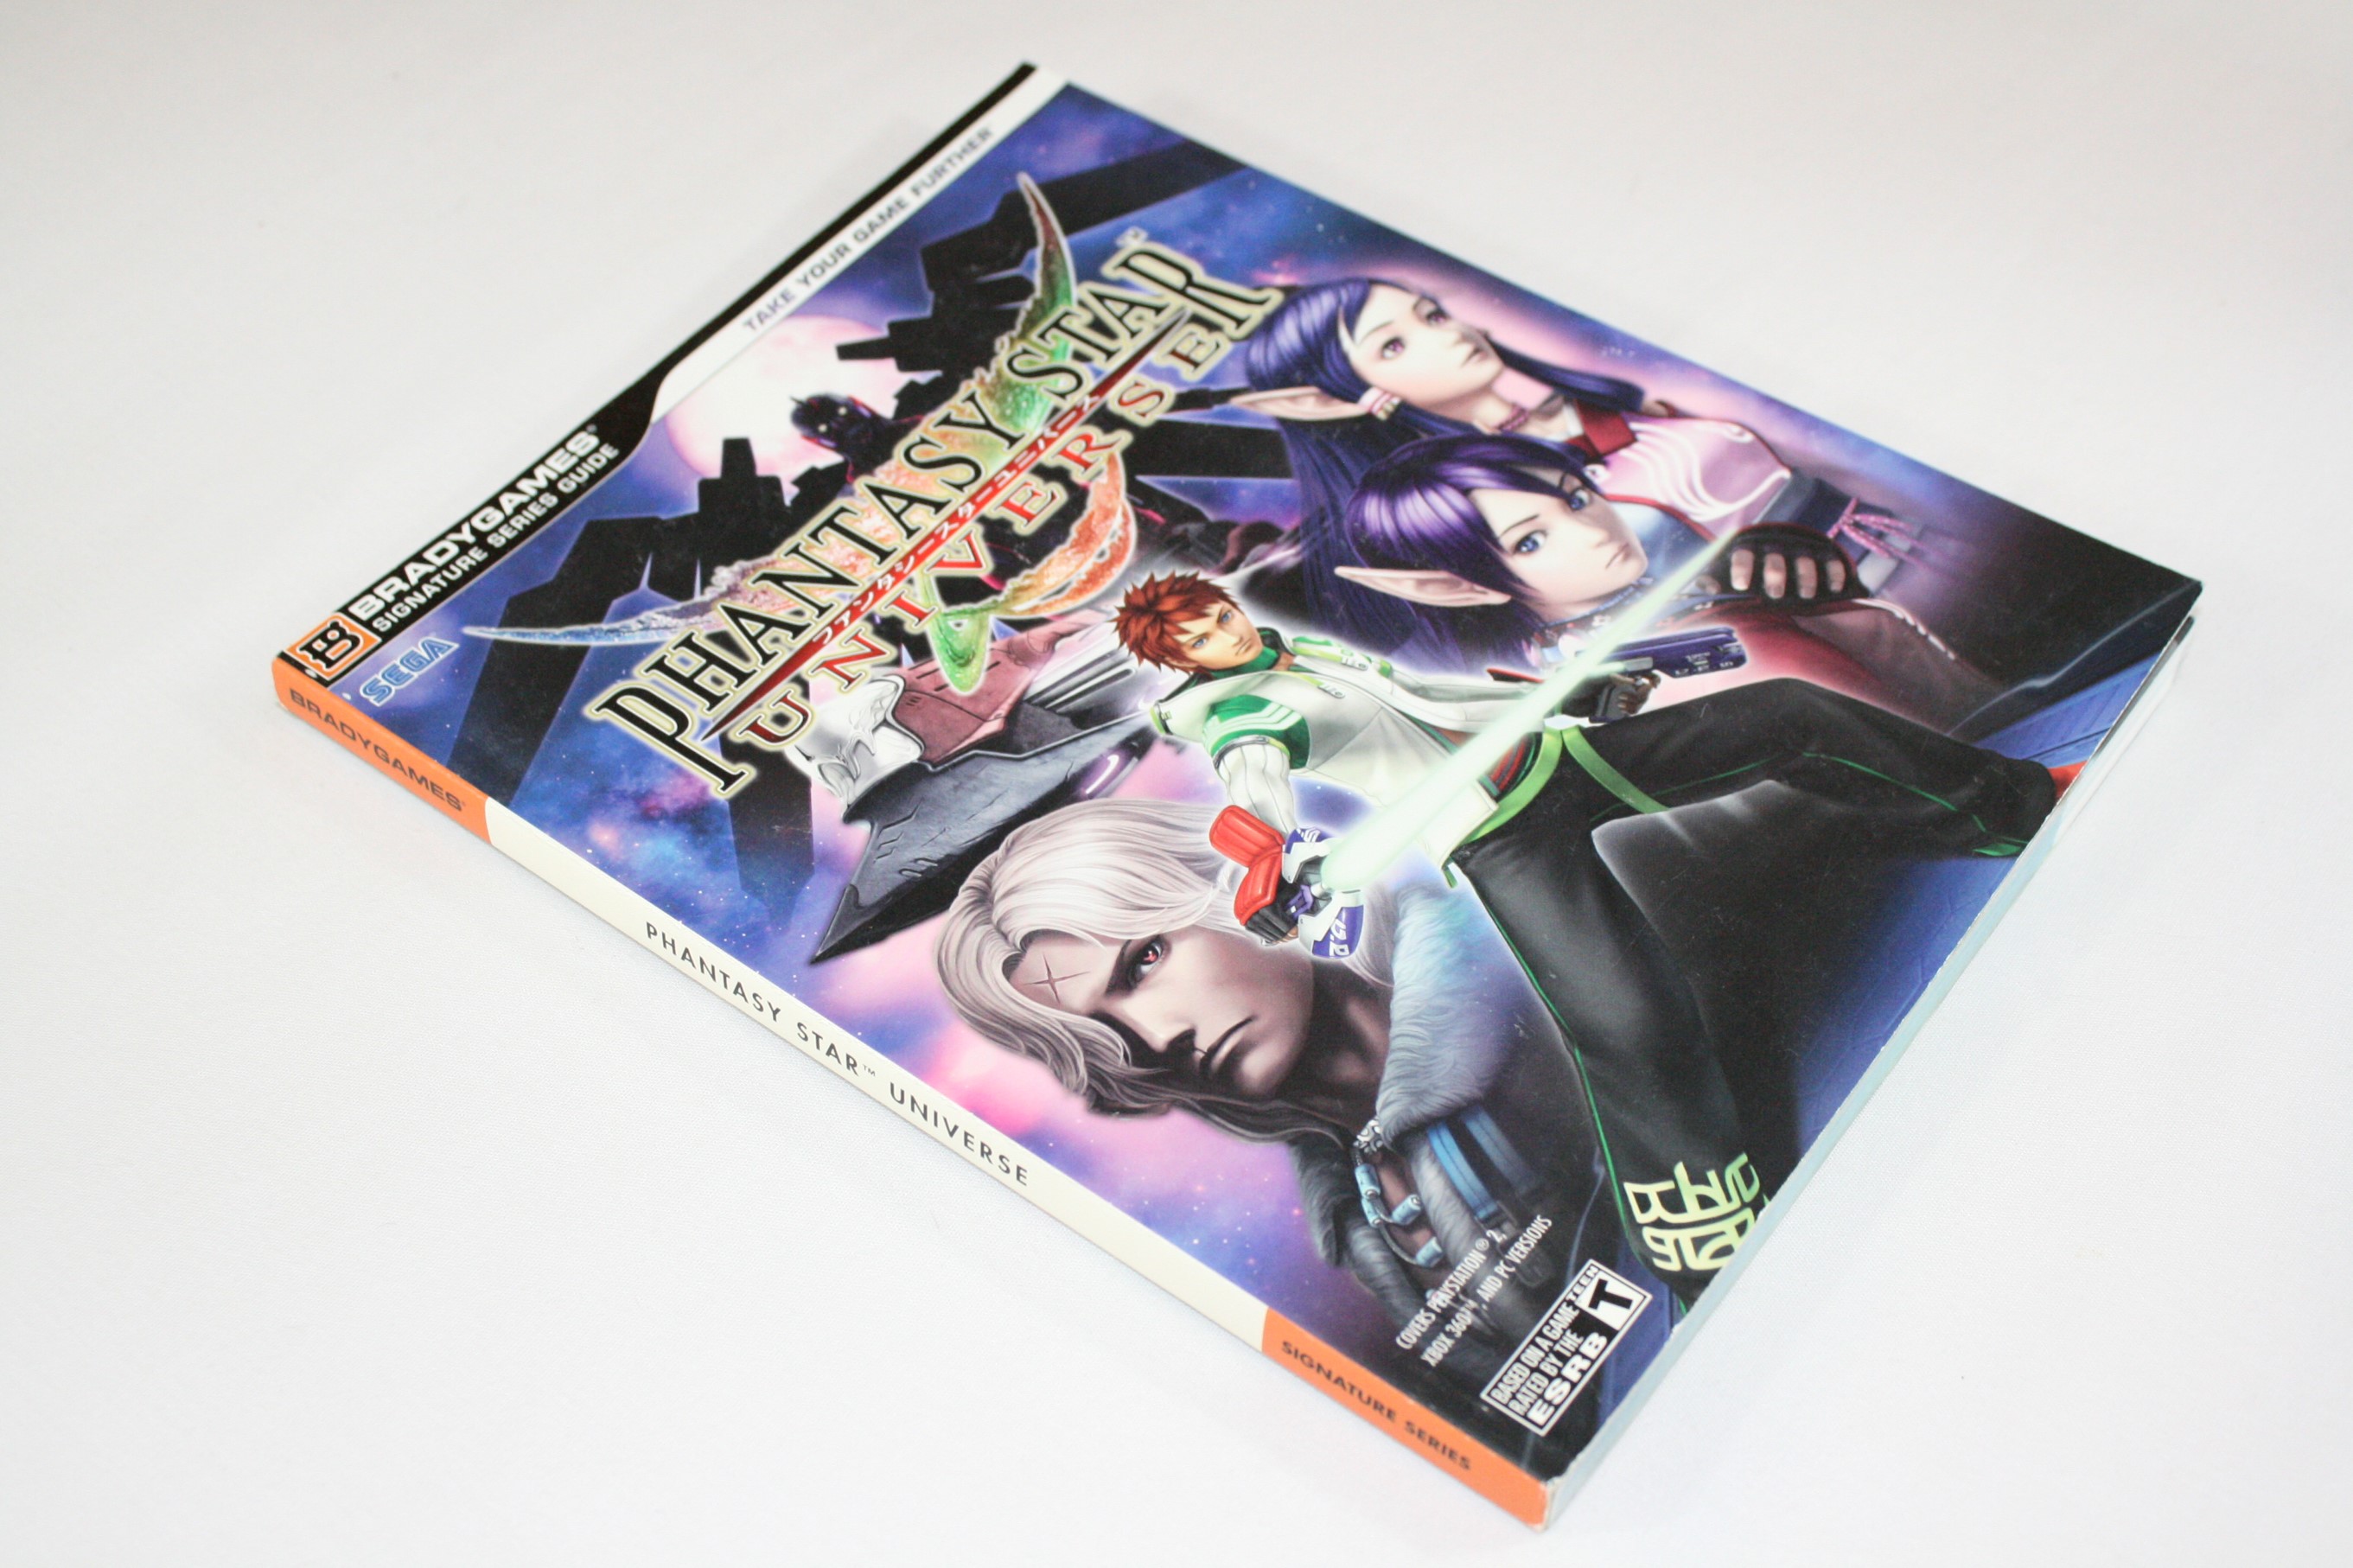 TAKE YOUR GAME FURTHER
BRADYGAMES®
SIGNATURE SERIES GUIDE
SEGA
PHANTASY STAR
ファンタシースターユニバース
UNIVERSE
COVERS PLAYSTATION® 2,
XBOX 360™, AND PC VERSIONS
BASED ON A GAME
RATED BY THE
ESRB
TEEN
T
BRADYGAMES®
PHANTASY STAR™ UNIVERSE
SIGNATURE SERIES